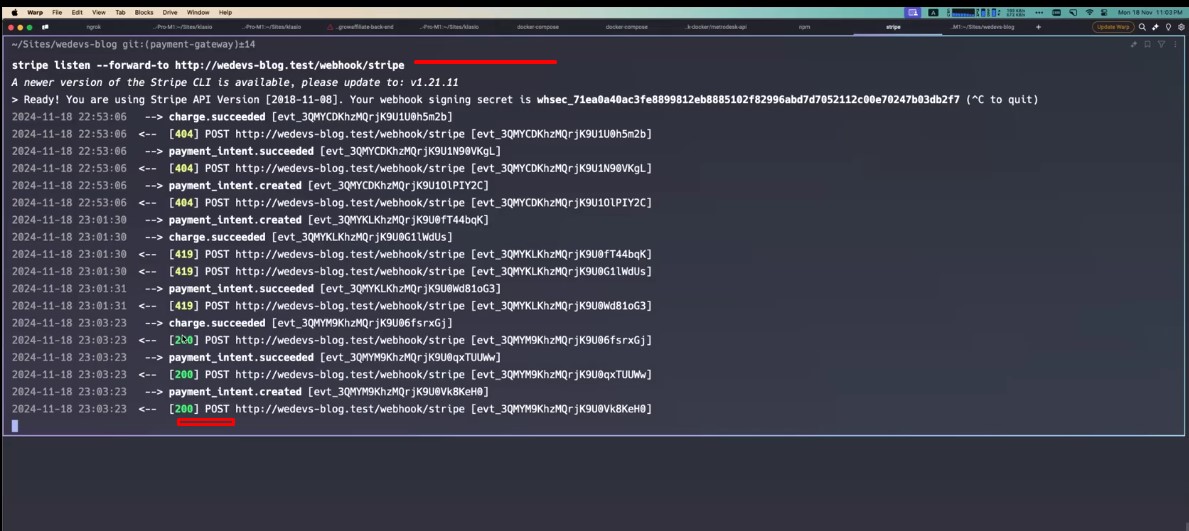 Warp File Edit View Tab Blocks Drive Window Help
Mon 18 Nov 11:03 PM
ngrok ..Pro-M1:~/Sites/klasio ..Pro-M1:~/Sites/klasio ..growaffiliate-back-end ..Pro-M1:~/Sites/klasio docker-compose docker-compose ..k-docker/metrodesk-api npm stripe ..M1:~/Sites/wedevs-blog + Update Warp
~/Sites/wedevs-blog git:(payment-gateway)±14
stripe listen --forward-to http://wedevs-blog.test/webhook/stripe
A newer version of the Stripe CLI is available, please update to: v1.21.11
> Ready! You are using Stripe API Version [2018-11-08]. Your webhook signing secret is whsec_71ea0a40ac3fe8899812eb8885102f82996abd7d7052112c00e70247b03db2f7 (^C to quit)
2024-11-18 22:53:06 --> charge.succeeded [evt_3QMYCDKhzMQrjK9U1U0h5m2b]
2024-11-18 22:53:06 <-- [404] POST http://wedevs-blog.test/webhook/stripe [evt_3QMYCDKhzMQrjK9U1U0h5m2b]
2024-11-18 22:53:06 --> payment_intent.succeeded [evt_3QMYCDKhzMQrjK9U1N90VKgL]
2024-11-18 22:53:06 <-- [404] POST http://wedevs-blog.test/webhook/stripe [evt_3QMYCDKhzMQrjK9U1N90VKgL]
2024-11-18 22:53:06 --> payment_intent.created [evt_3QMYCDKhzMQrjK9U1OlPIY2C]
2024-11-18 22:53:06 <-- [404] POST http://wedevs-blog.test/webhook/stripe [evt_3QMYCDKhzMQrjK9U1OlPIY2C]
2024-11-18 23:01:30 --> payment_intent.created [evt_3QMYKLKhzMQrjK9U0fT44bqK]
2024-11-18 23:01:30 --> charge.succeeded [evt_3QMYKLKhzMQrjK9U0G1lWdUs]
2024-11-18 23:01:30 <-- [419] POST http://wedevs-blog.test/webhook/stripe [evt_3QMYKLKhzMQrjK9U0fT44bqK]
2024-11-18 23:01:30 <-- [419] POST http://wedevs-blog.test/webhook/stripe [evt_3QMYKLKhzMQrjK9U0G1lWdUs]
2024-11-18 23:01:31 --> payment_intent.succeeded [evt_3QMYKLKhzMQrjK9U0Wd81oG3]
2024-11-18 23:01:31 <-- [419] POST http://wedevs-blog.test/webhook/stripe [evt_3QMYKLKhzMQrjK9U0Wd81oG3]
2024-11-18 23:03:23 --> charge.succeeded [evt_3QMYM9KhzMQrjK9U06fsrxGj]
2024-11-18 23:03:23 <-- [200] POST http://wedevs-blog.test/webhook/stripe [evt_3QMYM9KhzMQrjK9U06fsrxGj]
2024-11-18 23:03:23 --> payment_intent.succeeded [evt_3QMYM9KhzMQrjK9U0qxTUUWw]
2024-11-18 23:03:23 <-- [200] POST http://wedevs-blog.test/webhook/stripe [evt_3QMYM9KhzMQrjK9U0qxTUUWw]
2024-11-18 23:03:23 --> payment_intent.created [evt_3QMYM9KhzMQrjK9U0Vk8KeH0]
2024-11-18 23:03:23 <-- [200] POST http://wedevs-blog.test/webhook/stripe [evt_3QMYM9KhzMQrjK9U0Vk8KeH0]